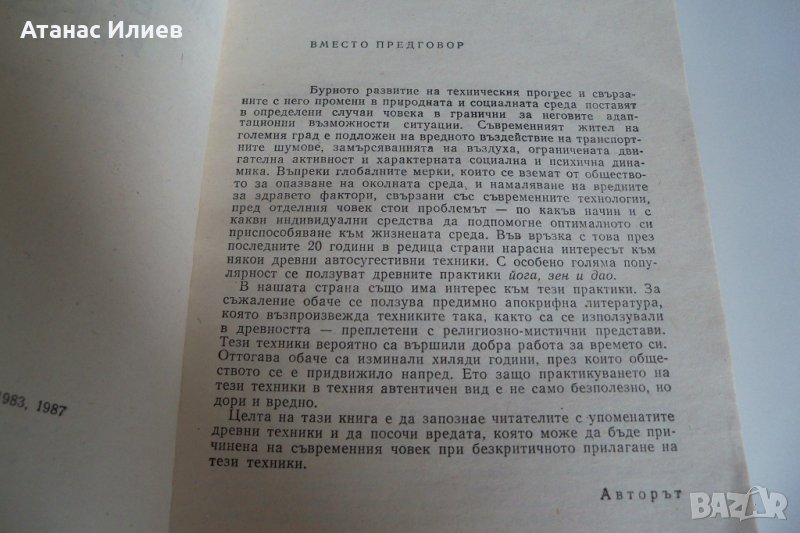 Атанас Илиев
ВМЕСТО ПРЕДГОВОР
Бурното развитие на техническия прогрес и свърза-
ните с него промени в природната и социалната среда поставят
в определени случаи човека в гранични за неговите адап-
тационни възможности ситуации. Съвременният жител на
големия град е подложен на вредното въздействие на транспорт-
ните шумове, замърсяванията на въздуха, ограничената двиг-
гателна активност и характерната социална и психична дина-
мика. Въпреки глобалните мерки, които се вземат от общество-
то за опазване на околната среда, и намаляване на вредните
за здравето фактори, свързани със съвременните технологии,
пред отделния човек стои проблемът — по какъв начин и с
какви индивидуални средства да подпомогне оптималното си
приспособяване към жизнената среда. Във връзка с това през
последните 20 години в редица страни нарасна интересът към
някои древни автосугестивни техники. С особено голяма попу-
лярност се ползуват древните практики йога, зен и дао.
В нашата страна също има интерес към тези практики. За
съжаление обаче се ползува предимно апокрифна литература,
която възпроизвежда техниките така, както са се използували
в древността — преплетени с религиозно-мистични представи.
Тези техники вероятно са вършили добра работа за времето си.
Оттогава обаче са изминали хиляди години, през които общес-
твото се е придвижило напред. Ето защо практикуването на
тези техники в техния автентичен вид е не само безполезно, но
дори и вредно.
Целта на тази книга е да запознае читателите с упоменатите
древни техники и да посочи вредата, която може да бъде при-
чинена на съвременния човек при безкритичното прилагане на
тези техники.
Авторът
1983, 1987
BAZAR
bg